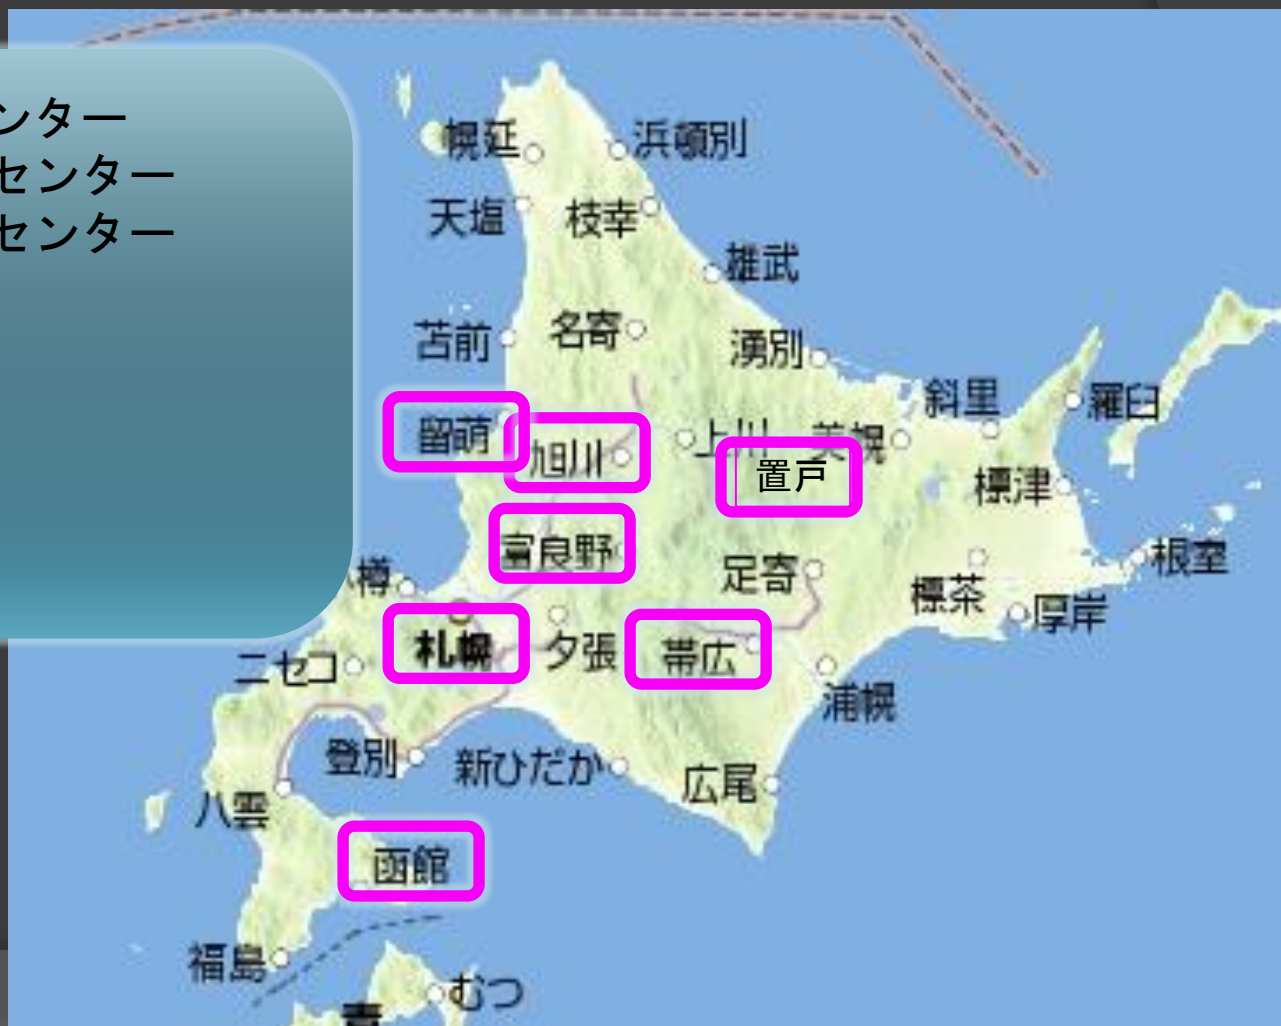 ンター
センター
センター
幌延
浜頓別
天塩
枝幸
雄武
苫前
名寄
湧別
斜里
羅臼
留萌
旭川
上川
美幌
置戸
標津
富良野
足寄
根室
樽
標茶
厚岸
札幌
夕張
帯広
ニセコ
浦幌
登別
新ひだか
広尾
八雲
函館
福島
むつ